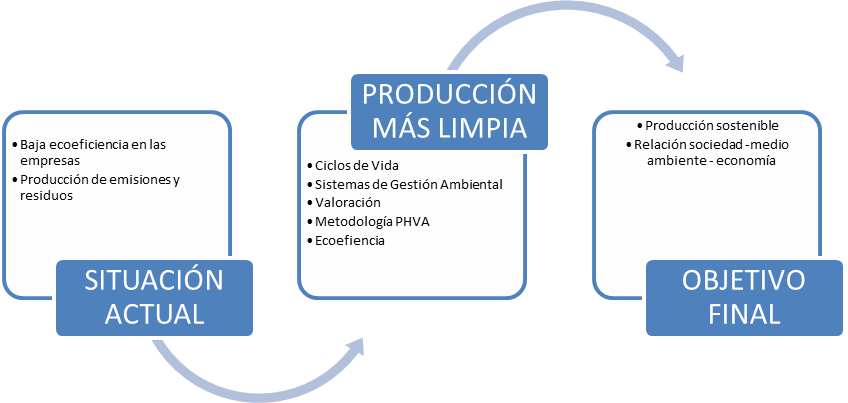 • Baja ecoeficiencia en las
empresas
• Producción de emisiones y
residuos
SITUACIÓN
ACTUAL
PRODUCCIÓN
MÁS LIMPIA
• Ciclos de Vida
• Sistemas de Gestión Ambiental
• Valoración
• Metodología PHVA
• Ecoefiencia
• Producción sostenible
• Relación sociedad -medio
ambiente - economía
OBJETIVO
FINAL